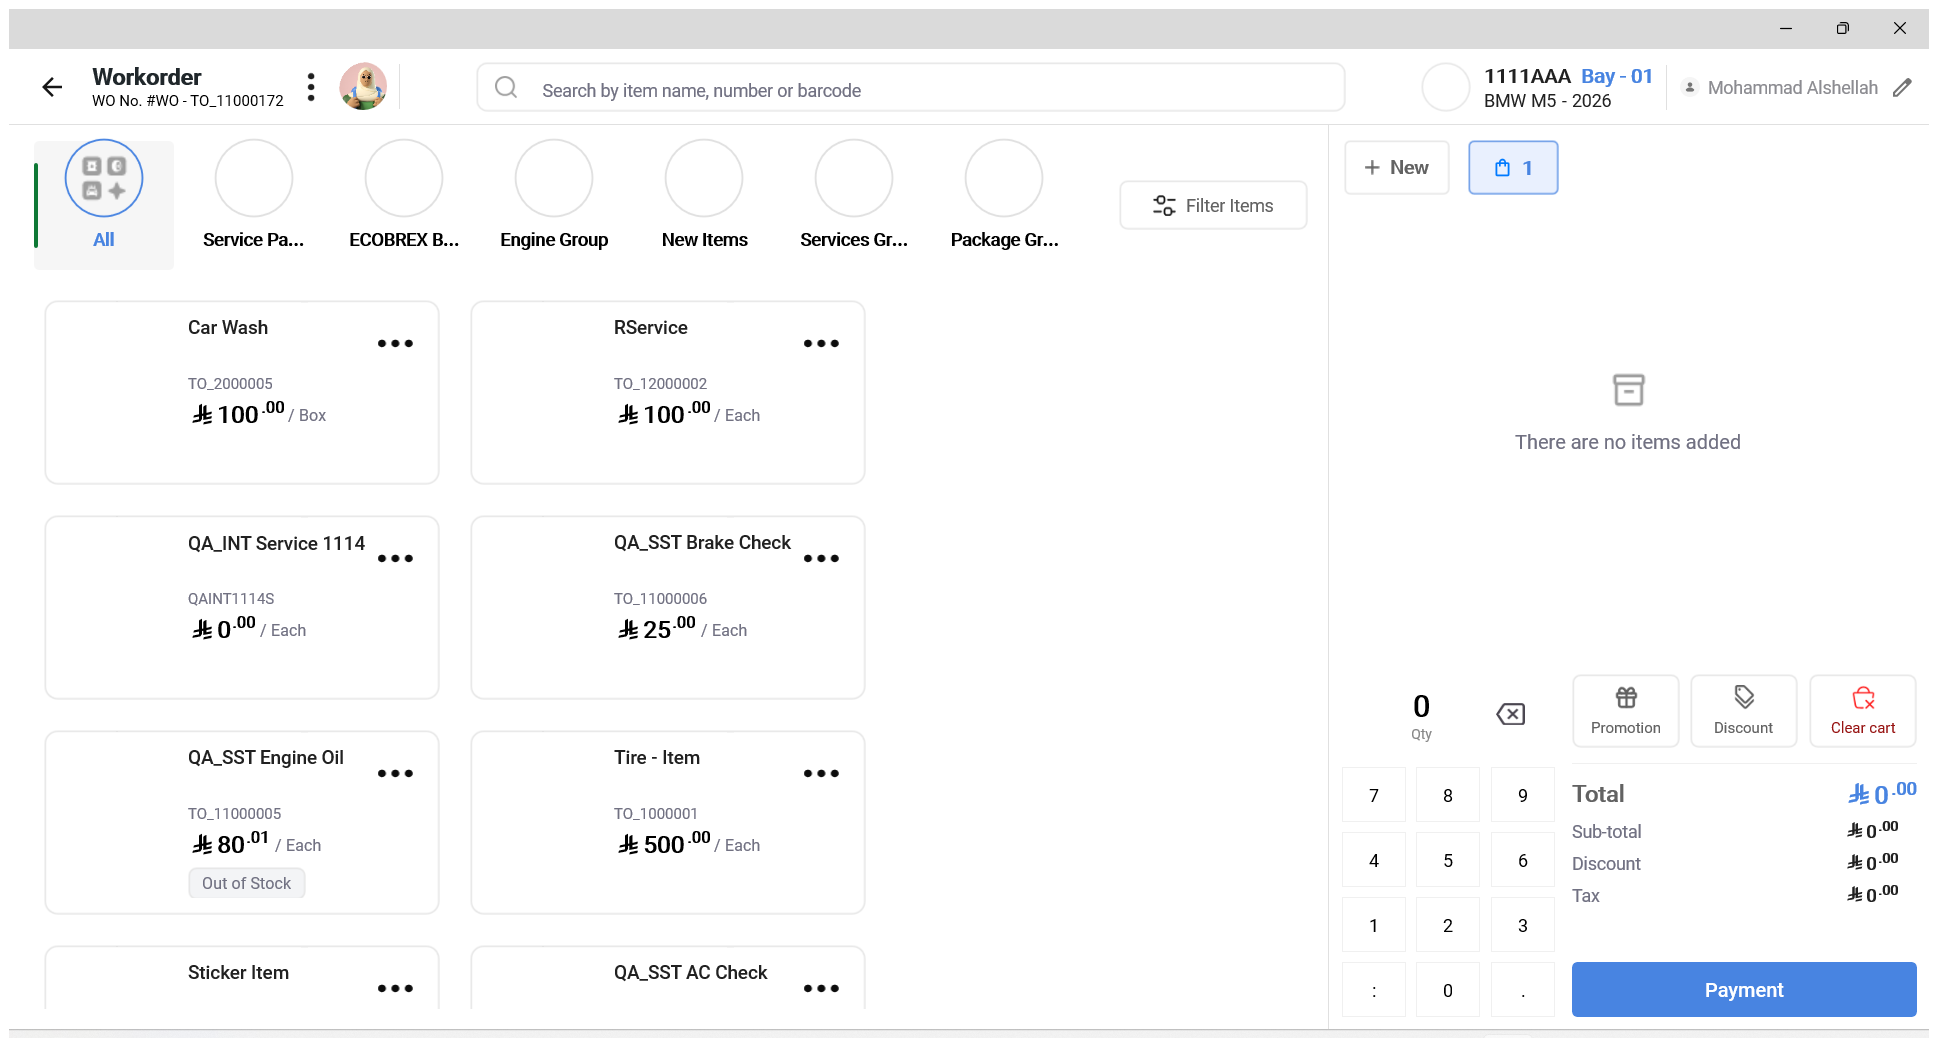 Workorder
WO No. #WO - TO_11000172
Search by item name, number or barcode
1111AAA Bay - 01
BMW M5 - 2026
Mohammad Alshellah
All
Service Pa...
ECOBREX B...
Engine Group
New Items
Services Gr...
Package Gr...
Filter Items
New
1
Car Wash
TO_2000005
100.00 / Box
RService
TO_12000002
100.00 / Each
QA_INT Service 1114
QAINT1114S
0.00 / Each
QA_SST Brake Check
TO_11000006
25.00 / Each
QA_SST Engine Oil
TO_11000005
80.01 / Each
Out of Stock
Tire - Item
TO_1000001
500.00 / Each
Sticker Item
QA_SST AC Check
There are no items added
0
Qty
Promotion
Discount
Clear cart
7 8 9
4 5 6
1 2 3
: 0 .
Total 0.00
Sub-total 0.00
Discount 0.00
Tax 0.00
Payment